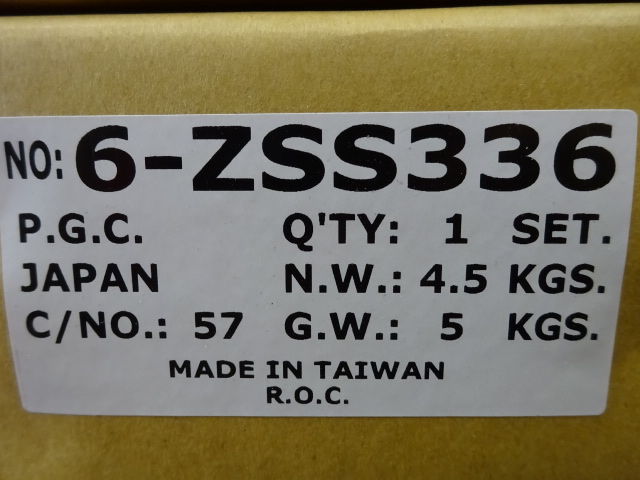 NO: 6-ZSS336
P.G.C. Q'TY: 1 SET.
JAPAN N.W.: 4.5 KGS.
C/NO.: 57 G.W.: 5 KGS.
MADE IN TAIWAN
R.O.C.